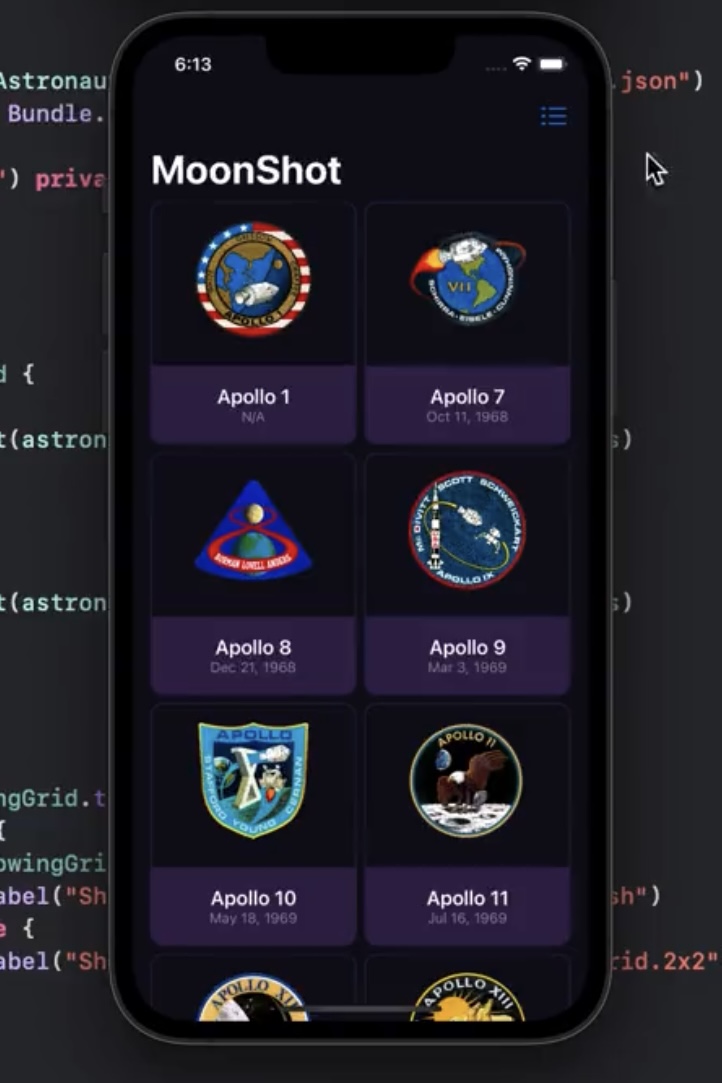 Astronau
.json")
Bundle.
") priva
d {
t(astron
s)
t(astron
s)
ngGrid.t
{
owingGri
abel("Sh
sh")
e {
abel("Sh
rid.2x2"
6:13
MoonShot
APOLLO 1
Apollo 1
N/A
VII
SCHIRRA·EISELE·CUNNINGHAM
Apollo 7
Oct 11, 1968
BORMAN LOVELL ANDERS
Apollo 8
Dec 21, 1968
Mc DIVITT SCOTT SCHWEICKART
APOLLO IX
Apollo 9
Mar 3, 1969
APOLLO
X
STAFFORD YOUNG CERNAN
Apollo 10
May 18, 1969
APOLLO 11
Apollo 11
Jul 16, 1969
APOLLO XII
APOLLO XIII